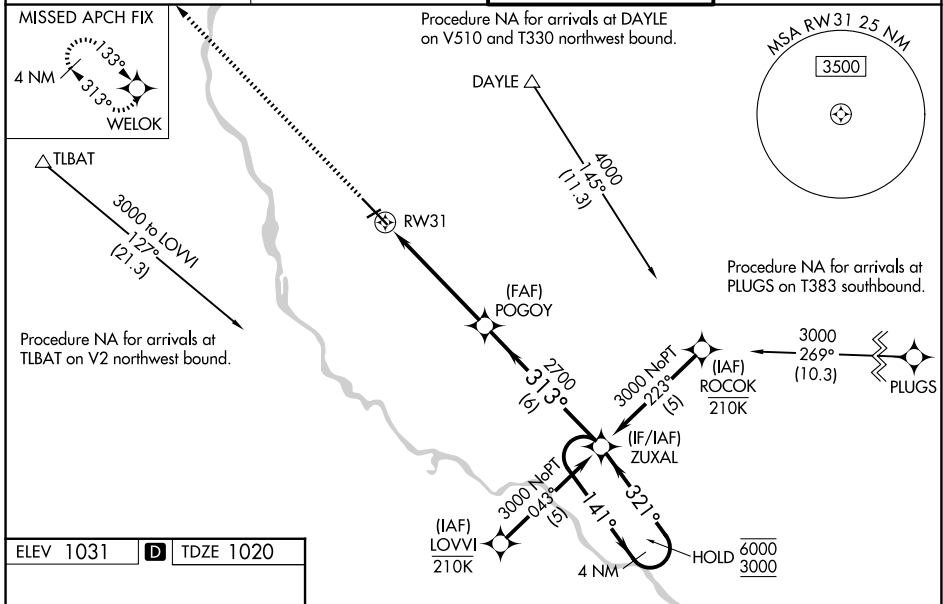 MISSED APCH FIX
4 NM
133°
313°
WELOK
Procedure NA for arrivals at DAYLE
on V510 and T330 northwest bound.
MSA RW31 25 NM
3500
DAYLE
4000
145°
(11.3)
TLBAT
3000 to LOVVI
127°
(21.3)
Procedure NA for arrivals at
TLBAT on V2 northwest bound.
RW31
(FAF)
POGOY
2700
313°
(6)
Procedure NA for arrivals at
PLUGS on T383 southbound.
3000
269°
(10.3)
PLUGS
(IAF)
ROCOK
210K
3000 NoPT
223°
(5)
(IF/IAF)
ZUXAL
3000 NoPT
043°
(5)
(IAF)
LOVVI
210K
141°
321°
4 NM
HOLD 6000
3000
ELEV 1031 D TDZE 1020